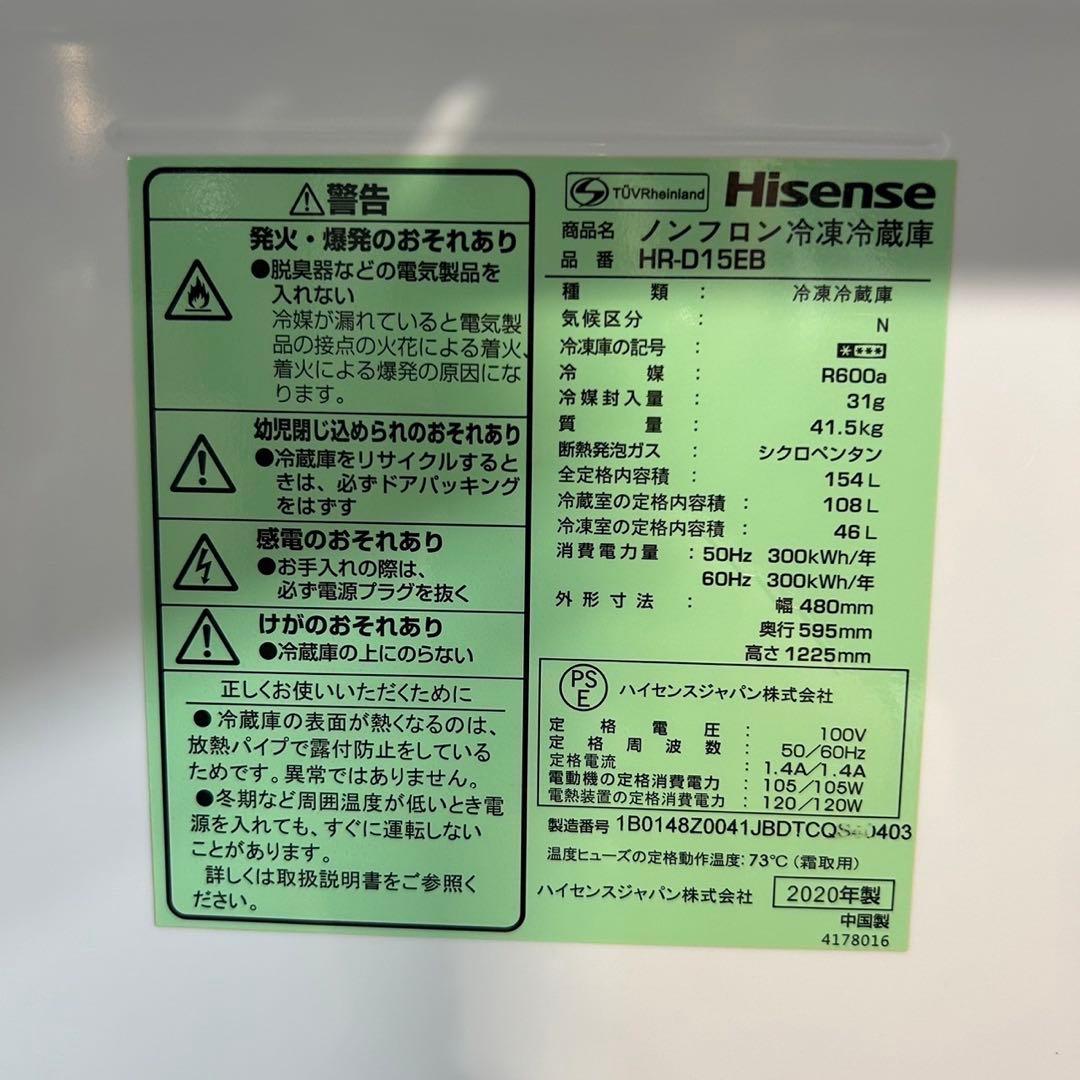 警告
発火・爆発のおそれあり
●脱臭器などの電気製品を
入れない
冷媒が漏れていると電気製
品の接点の火花による着火、
着火による爆発の原因にな
ります。
幼児閉じ込められのおそれあり
●冷蔵庫をリサイクルすると
きは、必ずドアパッキング
をはずす
感電のおそれあり
●お手入れの際は、
必ず電源プラグを抜く
けがのおそれあり
●冷蔵庫の上にのらない
正しくお使いいただくために
●冷蔵庫の表面が熱くなるのは、
放熱パイプで露付防止をしている
ためです。異常ではありません。
●冬期など周囲温度が低いとき電
源を入れても、すぐに運転しない
ことがあります。
詳しくは取扱説明書をご参照く
ださい。
TÜVRheinland Hisense
商品名 ノンフロン冷凍冷蔵庫
品番 HR-D15EB
種類: 冷凍冷蔵庫
気候区分: N
冷凍庫の記号: ****
冷媒: R600a
冷媒封入量: 31g
質量: 41.5kg
断熱発泡ガス: シクロペンタン
全定格内容積: 154L
冷蔵室の定格内容積: 108L
冷凍室の定格内容積: 46L
消費電力量: 50Hz 300kWh/年
60Hz 300kWh/年
外形寸法: 幅480mm
奥行595mm
高さ1225mm
PSE ハイセンスジャパン株式会社
定格電圧: 100V
定格周波数: 50/60Hz
定格電流: 1.4A/1.4A
電動機の定格消費電力: 105/105W
電熱装置の定格消費電力: 120/120W
製造番号
温度ヒューズの定格動作温度:73℃(霜取用)
ハイセンスジャパン株式会社 2020年製
中国製
4178016